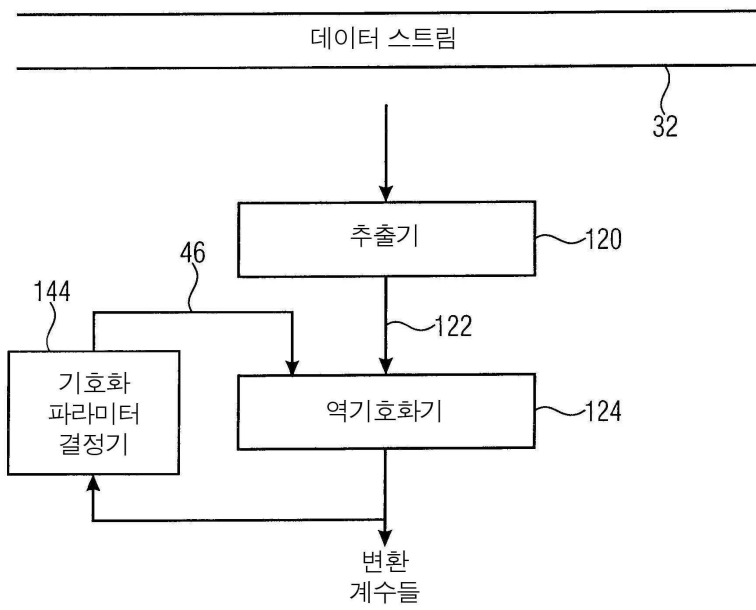 데이터 스트림
32
추출기
120
46
144
122
기호화
파라미터
결정기
역기호화기
124
변환
계수들